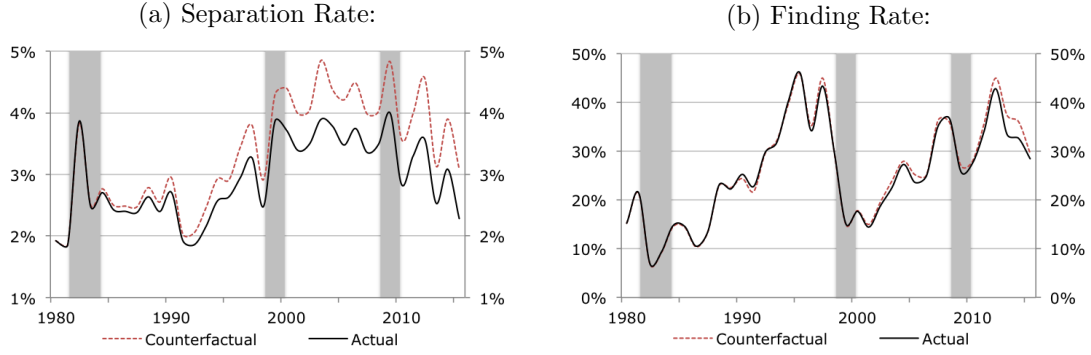 (a) Separation Rate:
5% 5%
4% 4%
3% 3%
2% 2%
1% 1%
1980 1990 2000 2010
Counterfactual Actual
(b) Finding Rate:
50% 50%
40% 40%
30% 30%
20% 20%
10% 10%
0% 0%
1980 1990 2000 2010
Counterfactual Actual